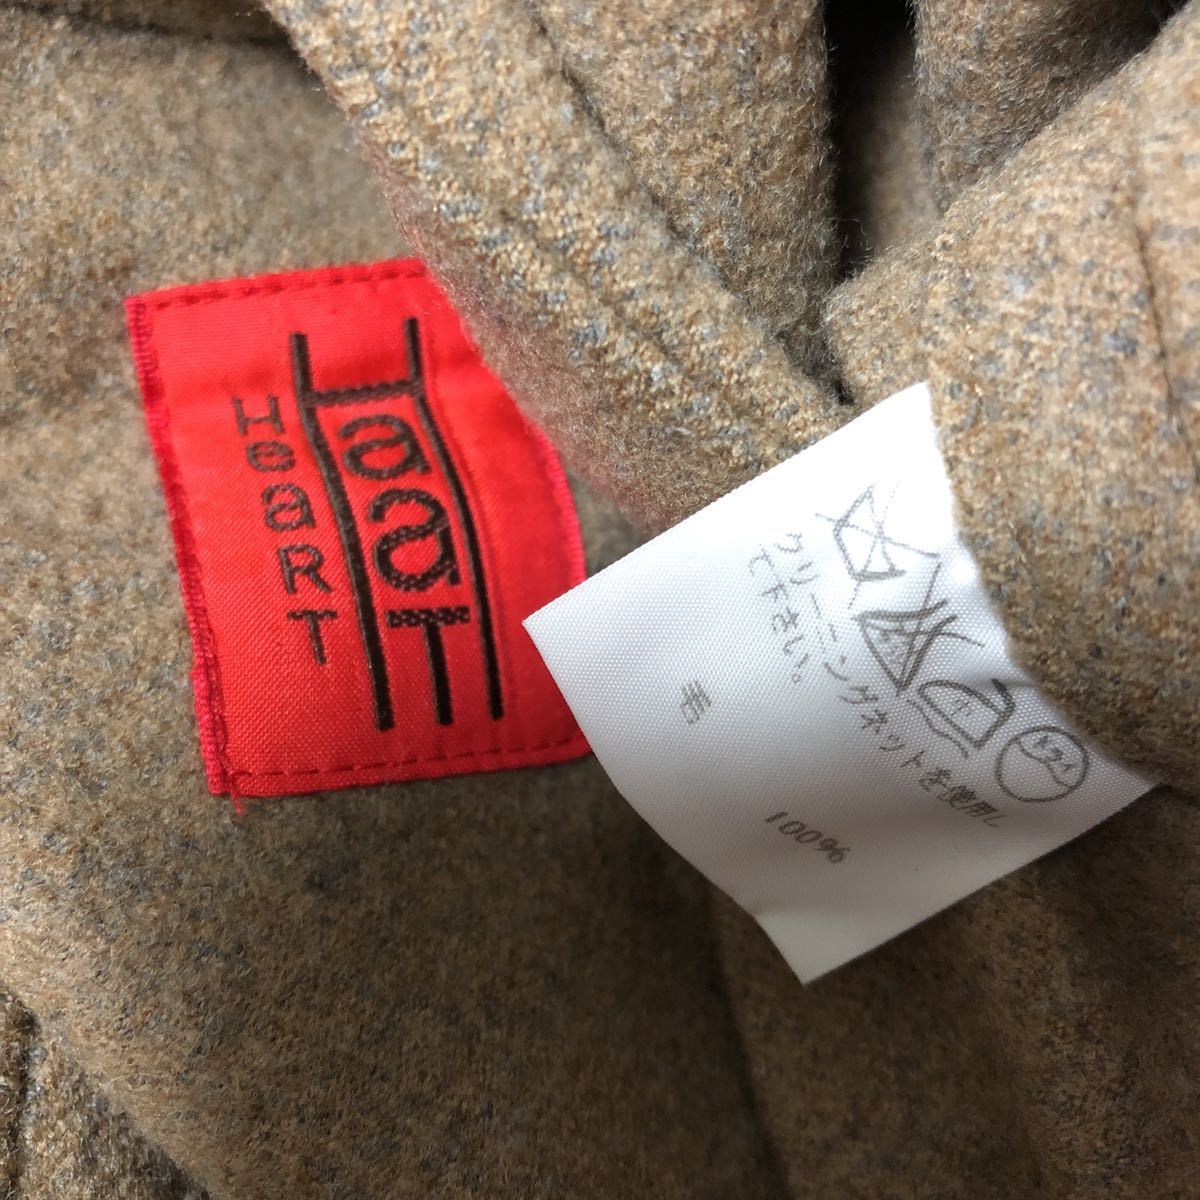 HaaT
HeaRT
クリーニングネットを使用し
て下さい。
毛
100%